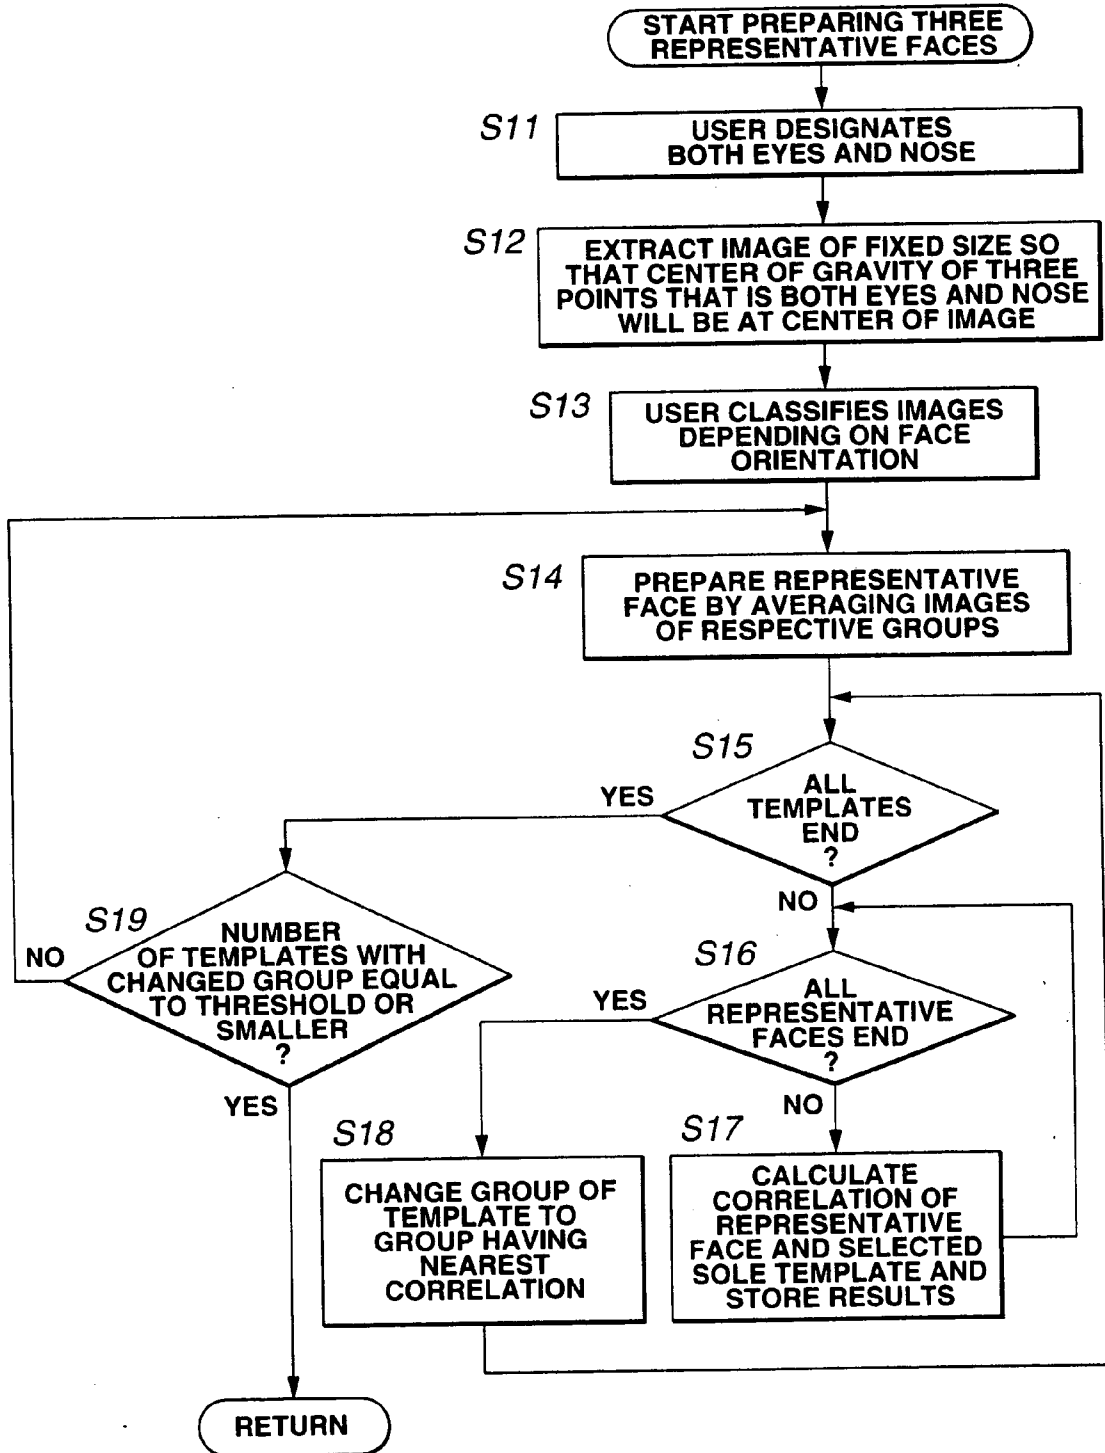 START PREPARING THREE
REPRESENTATIVE FACES
S11
USER DESIGNATES
BOTH EYES AND NOSE
S12
EXTRACT IMAGE OF FIXED SIZE SO
THAT CENTER OF GRAVITY OF THREE
POINTS THAT IS BOTH EYES AND NOSE
WILL BE AT CENTER OF IMAGE
S13
USER CLASSIFIES IMAGES
DEPENDING ON FACE
ORIENTATION
S14
PREPARE REPRESENTATIVE
FACE BY AVERAGING IMAGES
OF RESPECTIVE GROUPS
S15
ALL
TEMPLATES
END
?
YES
NO
S19
NUMBER
OF TEMPLATES WITH
CHANGED GROUP EQUAL
TO THRESHOLD OR
SMALLER
?
NO
YES
S16
ALL
REPRESENTATIVE
FACES END
?
YES
NO
S18
CHANGE GROUP OF
TEMPLATE TO
GROUP HAVING
NEAREST
CORRELATION
S17
CALCULATE
CORRELATION OF
REPRESENTATIVE
FACE AND SELECTED
SOLE TEMPLATE AND
STORE RESULTS
RETURN